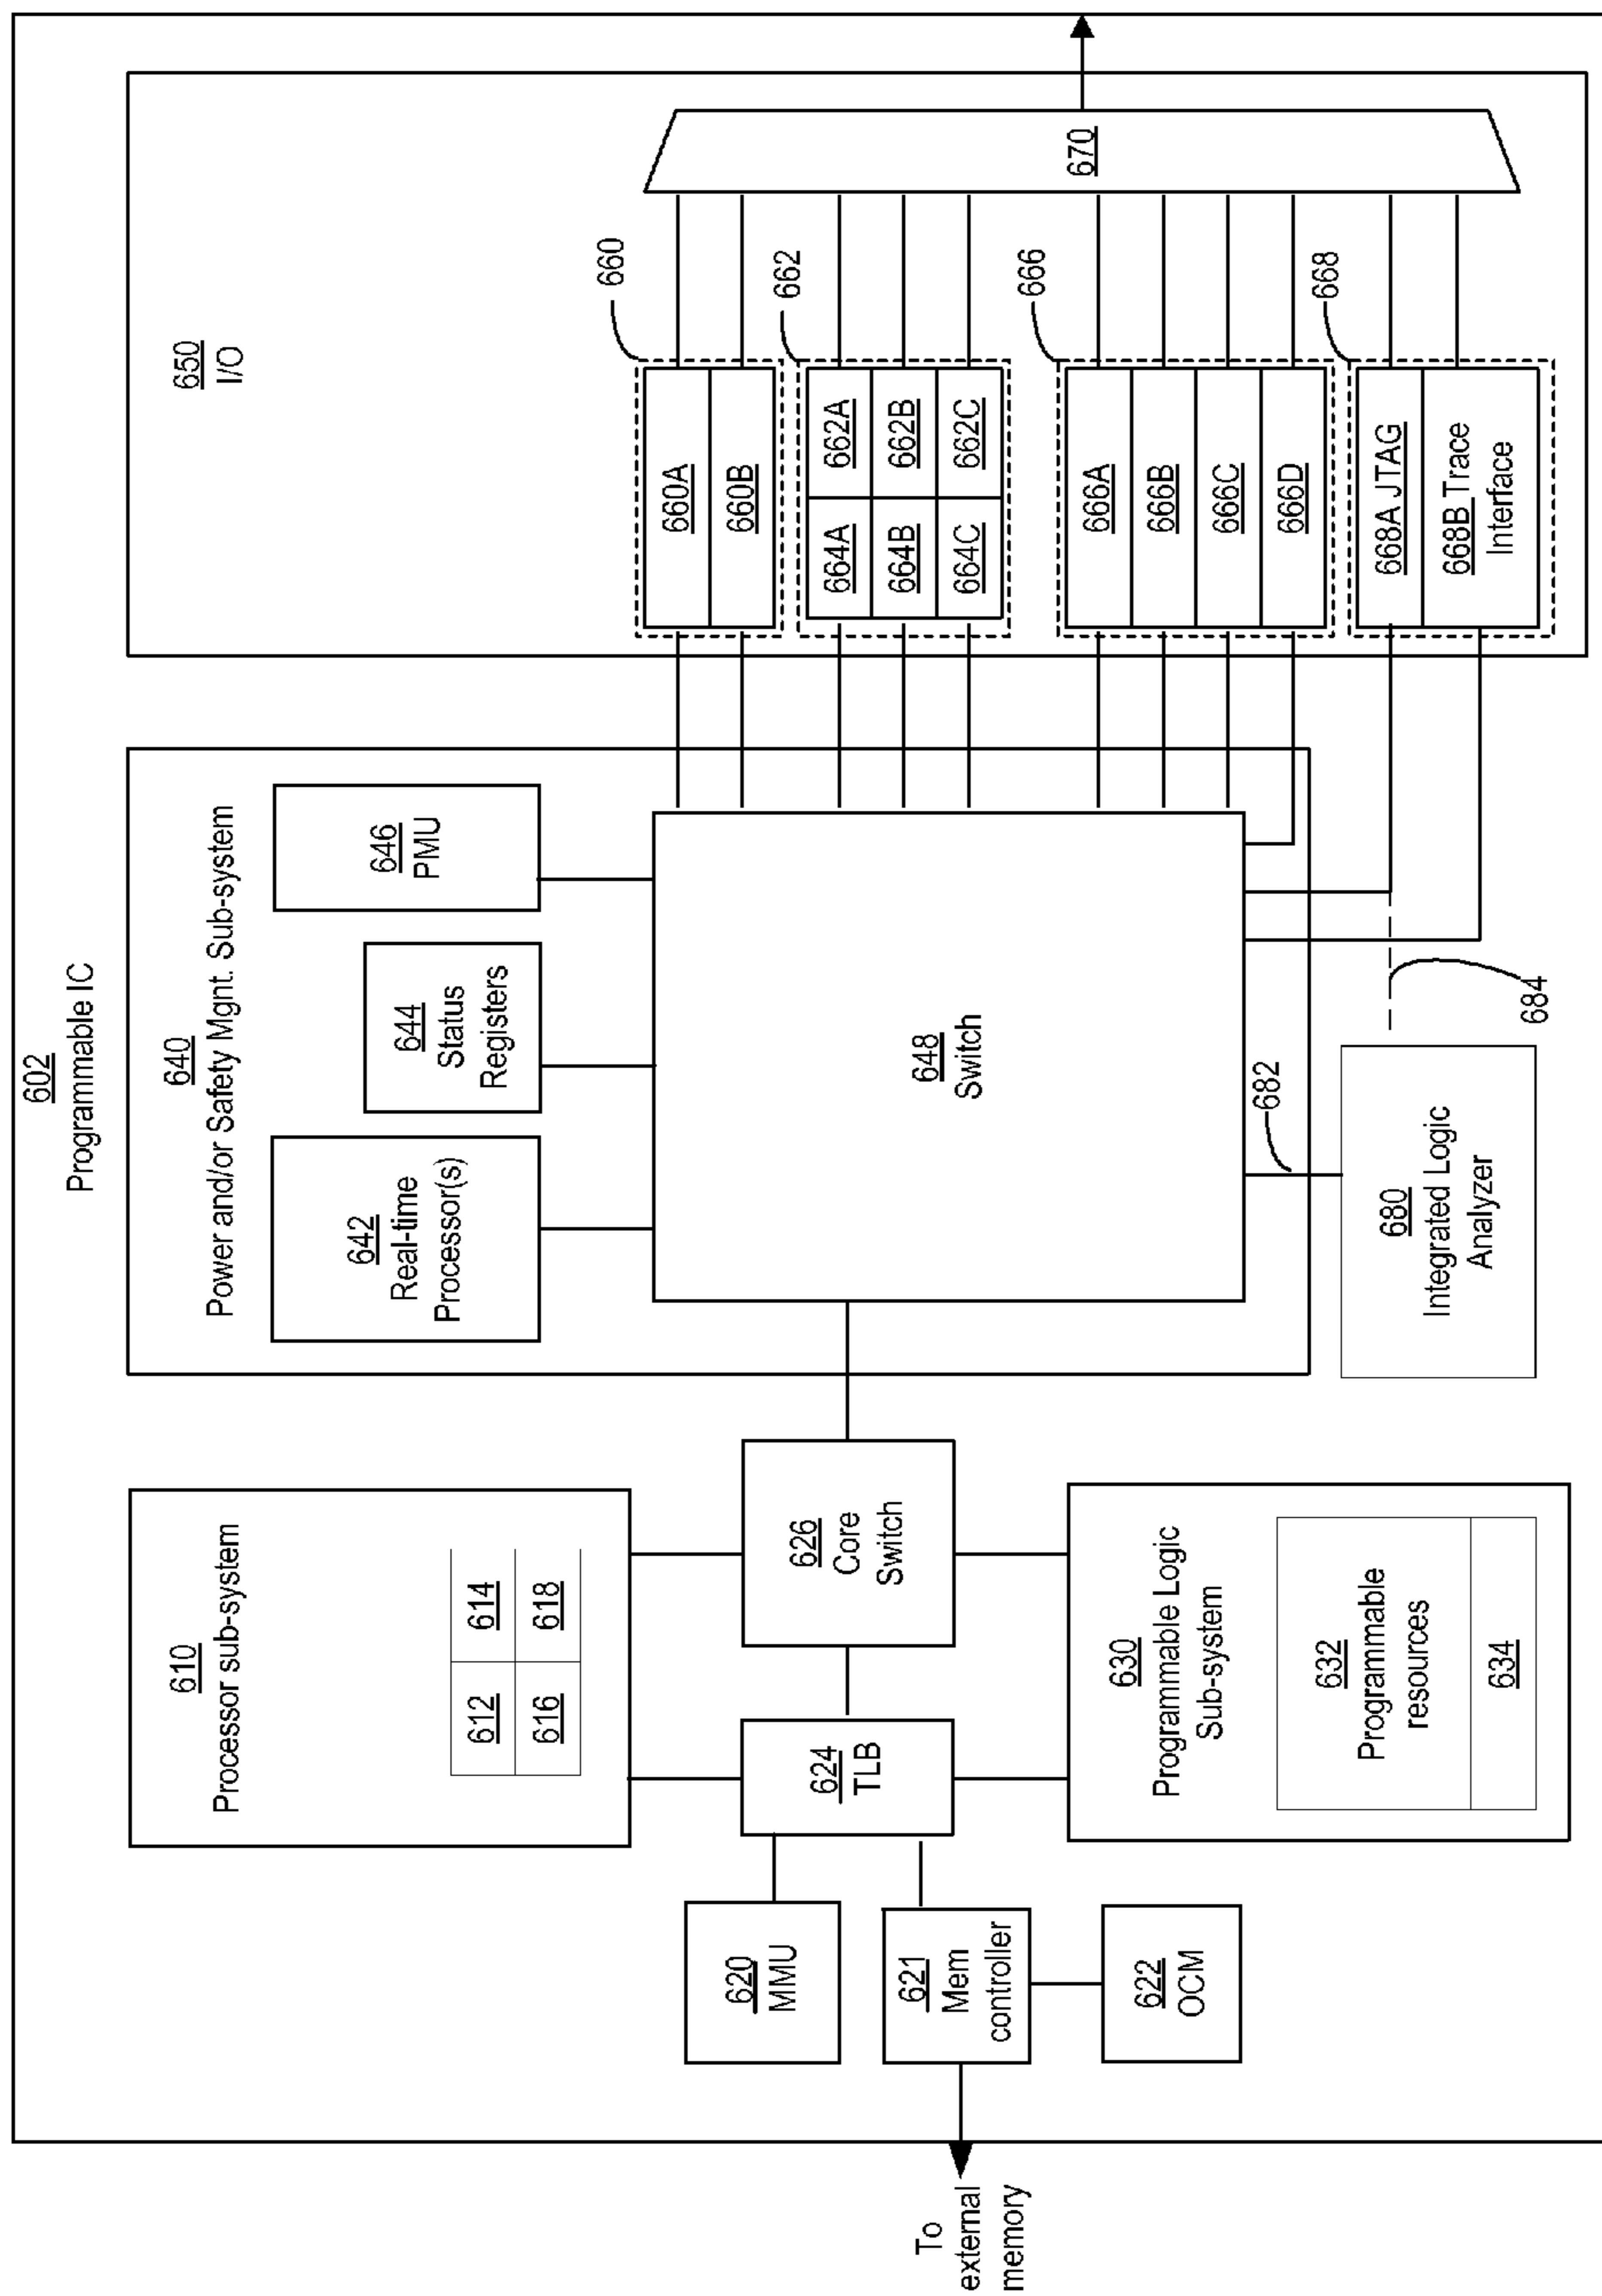 602
Programmable IC
610
Processor sub-system
612
614
616
618
620
MMU
621
Mem
controller
622
OCM
To
external
memory
624
TLB
626
Core
Switch
630
Programmable Logic
Sub-system
632
Programmable
resources
634
640
Power and/or Safety Mgnt. Sub-system
642
Real-time
Processor(s)
644
Status
Registers
646
PMU
648
Switch
682
680
Integrated Logic
Analyzer
684
650
I/O
660
660A
660B
662
664A
662A
664B
662B
664C
662C
666
666A
666B
666C
666D
668
668A JTAG
668B Trace
Interface
670